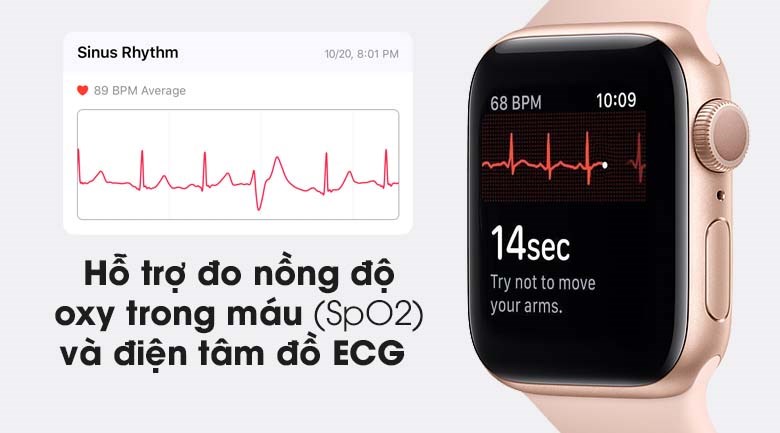 Sinus Rhythm
10/20, 8:01 PM
89 BPM Average
Hỗ trợ đo nồng độ
oxy trong máu (SpO2)
và điện tâm đồ ECG
68 BPM
10:09
14sec
Try not to move
your arms.